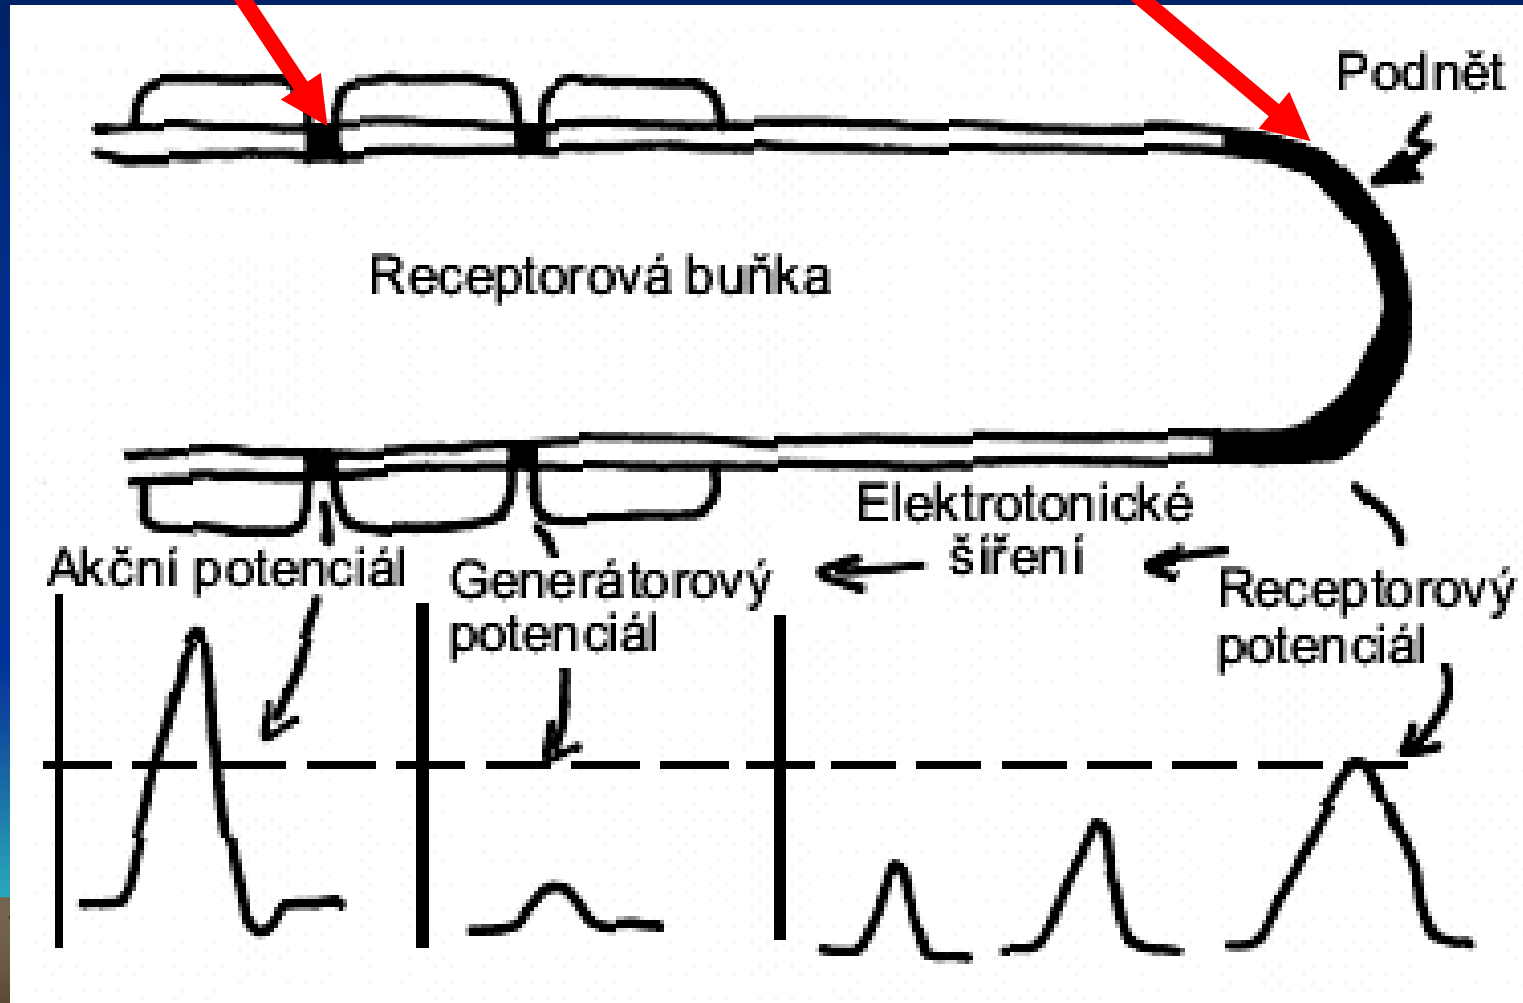 Podnět
Receptorová buňka
Elektrotonické
šíření
Akční potenciál
Generátorový
potenciál
Receptorový
potenciál